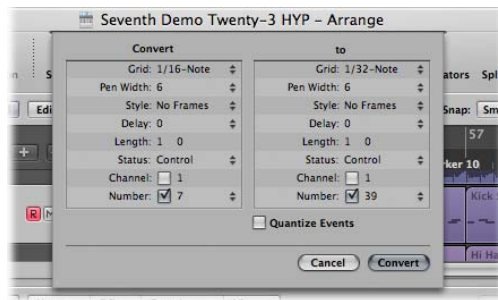 Seventh Demo Twenty-3 HYP – Arrange
Convert to
Grid: 1/16-Note Grid: 1/32-Note
Pen Width: 6 Pen Width: 6
Style: No Frames Style: No Frames
Delay: 0 Delay: 0
Length: 1 0 Length: 1 0
Status: Control Status: Control
Channel: 1 Channel: 1
Number: 7 Number: 39
Quantize Events
Cancel Convert
S
ators Spl
Edi
Snap: Sm
57
ker 10
R M
Kick
Hi Ha